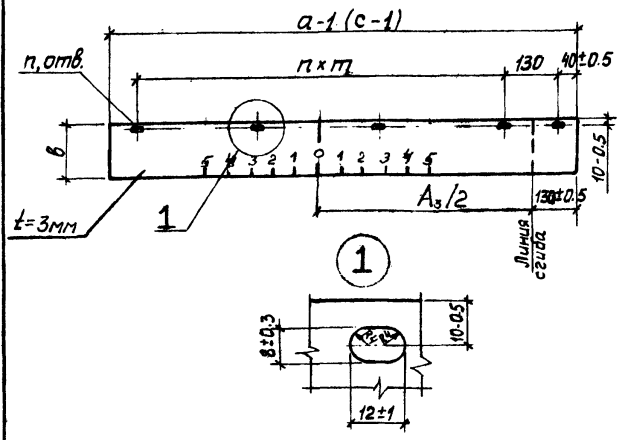 a-1 (c-1)
n, отв.
n×m
130
40±0.5
в
10-0.5
5 4 3 2 1 0 1 2 3 4 5
A₃/2
130±0.5
t=3мм
1
Линия
сгиба
1
8±0.3
R4
R4
10-0.5
12±1